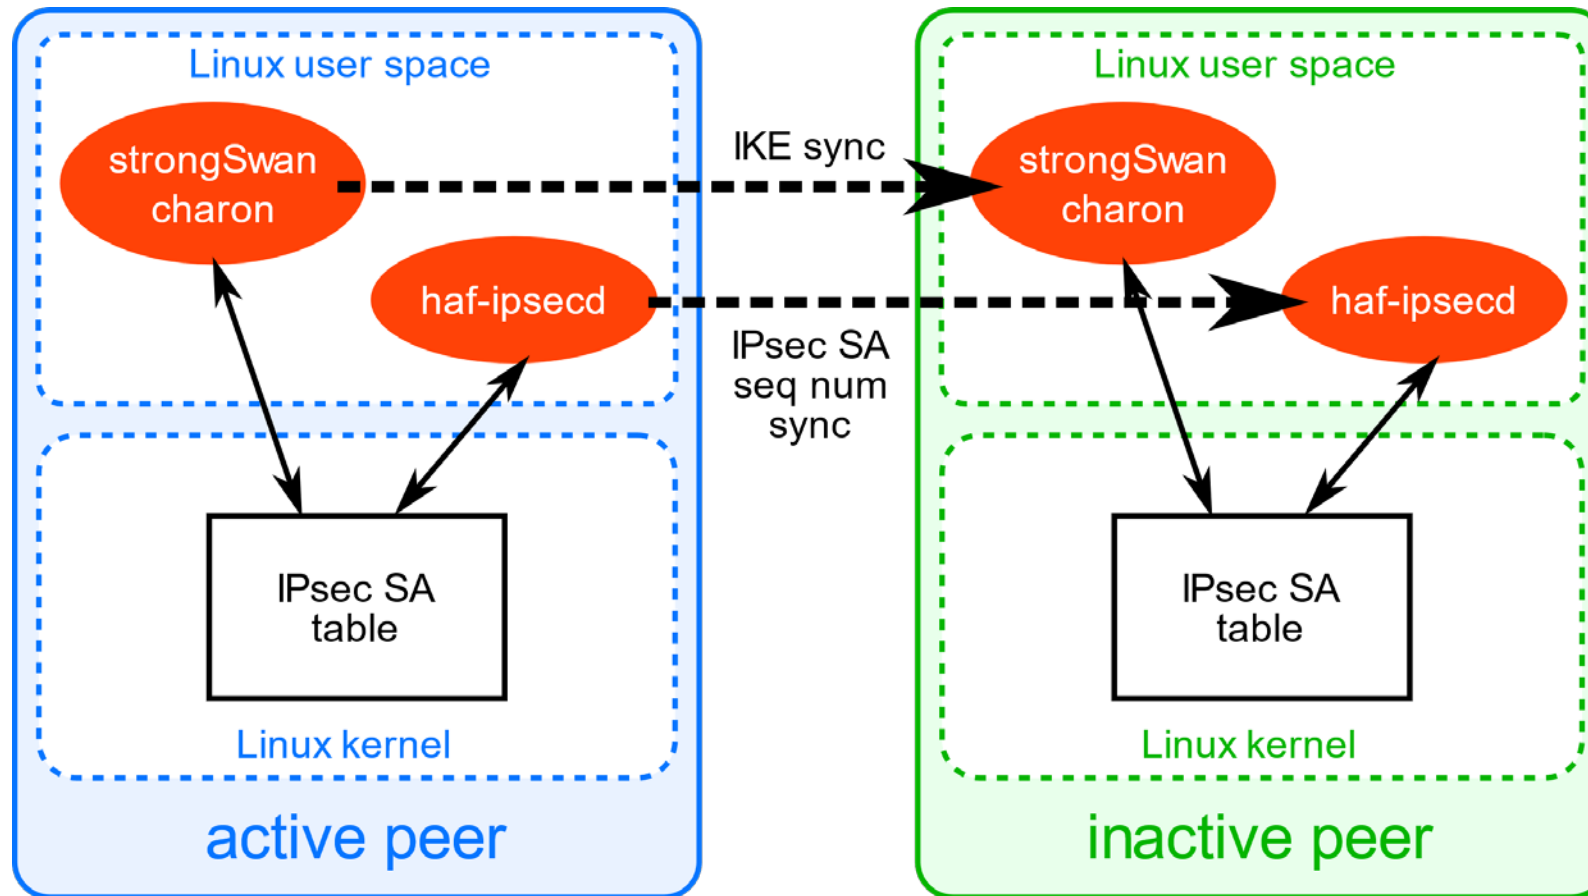 Linux user space
strongSwan
charon
haf-ipsecd
IPsec SA
table
Linux kernel
active peer
IKE sync
IPsec SA
seq num
sync
Linux user space
strongSwan
charon
haf-ipsecd
IPsec SA
table
Linux kernel
inactive peer